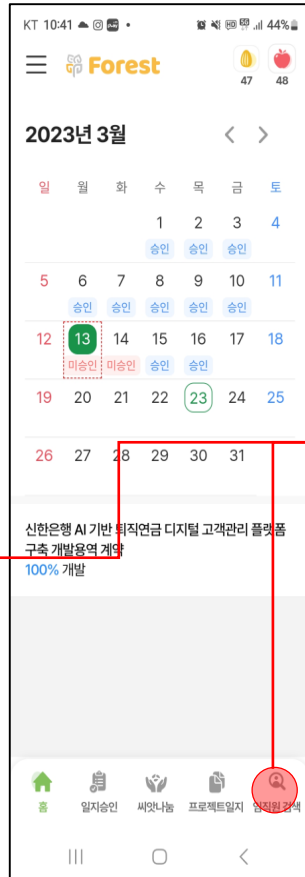 KT 10:41 44%
Forest
47 48
2023년 3월
일 월 화 수 목 금 토
1 2 3 4
승인 승인 승인
5 6 7 8 9 10 11
승인 승인 승인 승인 승인
12 13 14 15 16 17 18
미승인 미승인 승인 승인
19 20 21 22 23 24 25
26 27 28 29 30 31
신한은행 AI 기반 퇴직연금 디지털 고객관리 플랫폼
구축 개발용역 계약
100% 개발
홈 일지승인 씨앗나눔 프로젝트일지 임직원 검색